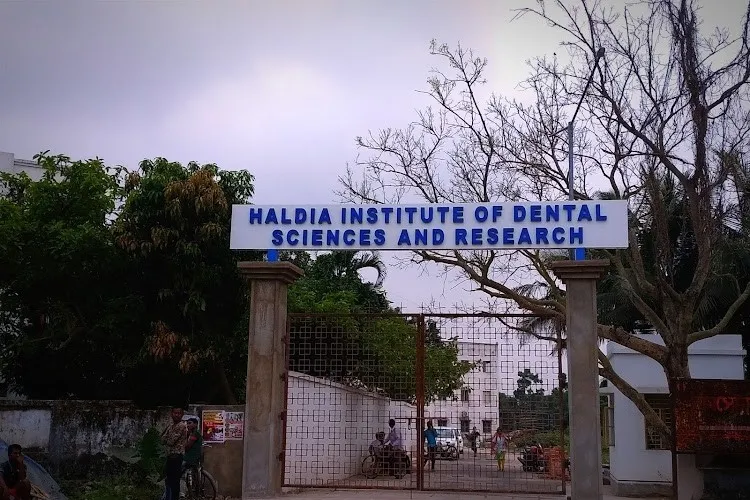 HALDIA INSTITUTE OF DENTAL
SCIENCES AND RESEARCH